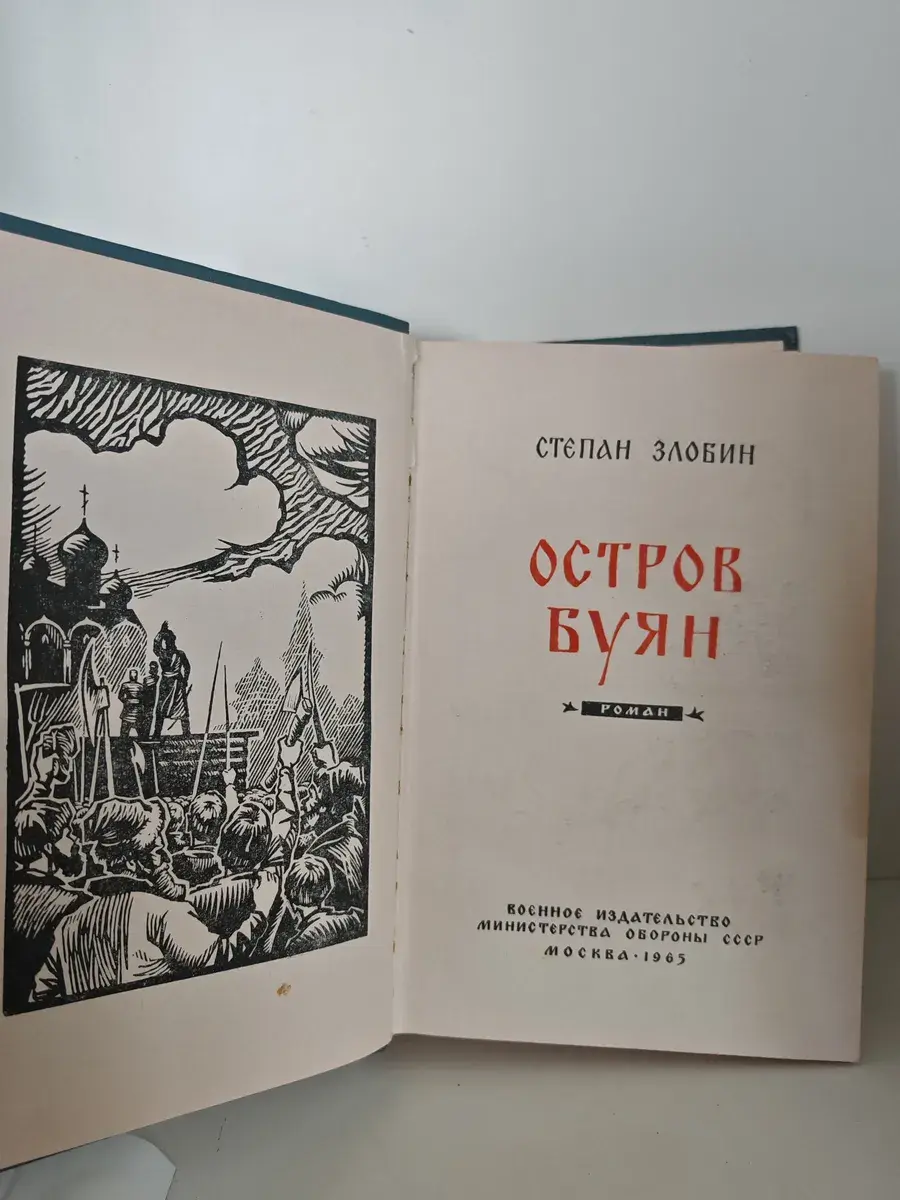 СТЕПАН ЗЛОБИН
ОСТРОВ
БУЯН
РОМАН
ВОЕННОЕ ИЗДАТЕЛЬСТВО
МИНИСТЕРСТВА ОБОРОНЫ СССР
МОСКВА · 1965